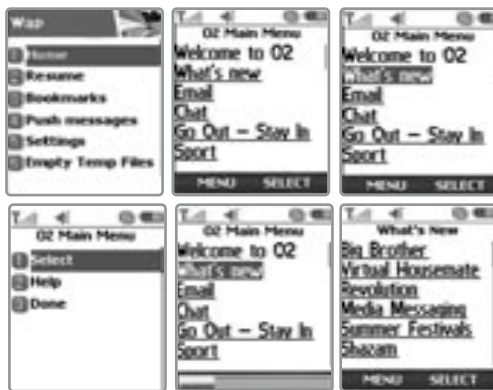 Wap
Home
Resume
Bookmarks
Push messages
Settings
Empty Temp Files
O2 Main Menu
Welcome to O2
What's new
Email
Chat
Go Out – Stay In
Sport
MENU SELECT
O2 Main Menu
Welcome to O2
What's new
Email
Chat
Go Out – Stay In
Sport
MENU SELECT
O2 Main Menu
Select
Help
Done
O2 Main Menu
Welcome to O2
What's new
Email
Chat
Go Out – Stay In
Sport
What's New
Big Brother
Virtual Housemate
Revolution
Media Messaging
Summer Festivals
Shazam
MENU SELECT